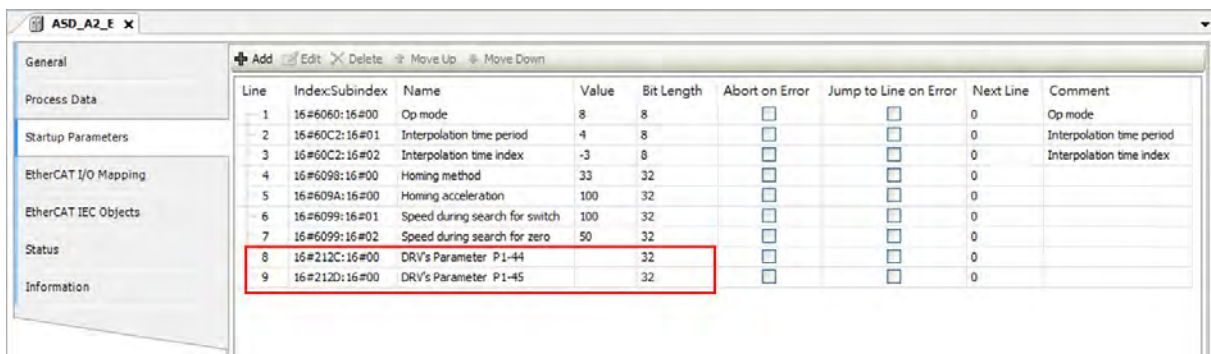 ASD_A2_E x
General
Process Data
Startup Parameters
EtherCAT I/O Mapping
EtherCAT IEC Objects
Status
Information
Add Edit Delete Move Up Move Down
Line Index:Subindex Name Value Bit Length Abort on Error Jump to Line on Error Next Line Comment
1 16#6060:16#00 Op mode 8 8 0 Op mode
2 16#60C2:16#01 Interpolation time period 4 8 0 Interpolation time period
3 16#60C2:16#02 Interpolation time index -3 8 0 Interpolation time index
4 16#6098:16#00 Homing method 33 32 0
5 16#609A:16#00 Homing acceleration 100 32 0
6 16#6099:16#01 Speed during search for switch 100 32 0
7 16#6099:16#02 Speed during search for zero 50 32 0
8 16#212C:16#00 DRV's Parameter P1-44 32 0
9 16#212D:16#00 DRV's Parameter P1-45 32 0